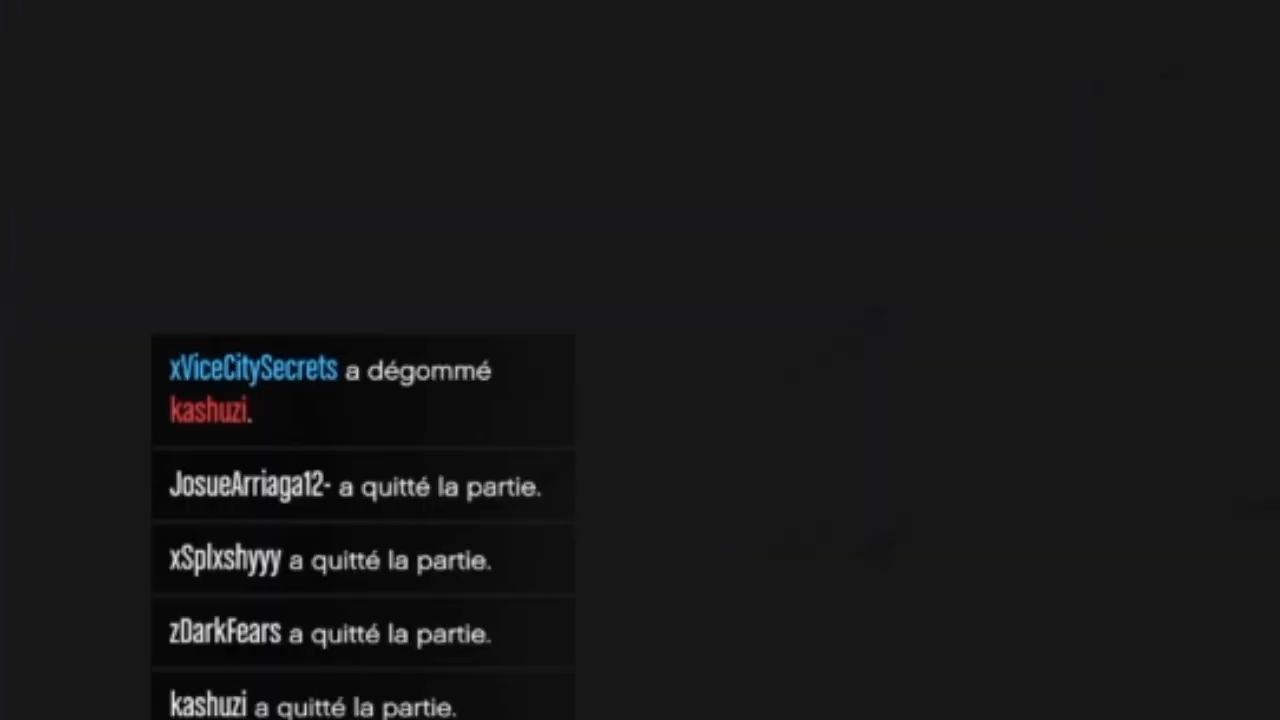 xViceCitySecrets a dégommé
kashuzi.
JosueArriaga12- a quitté la partie.
xSplxshyyy a quitté la partie.
zDarkFears a quitté la partie.
kashuzi a quitté la partie.